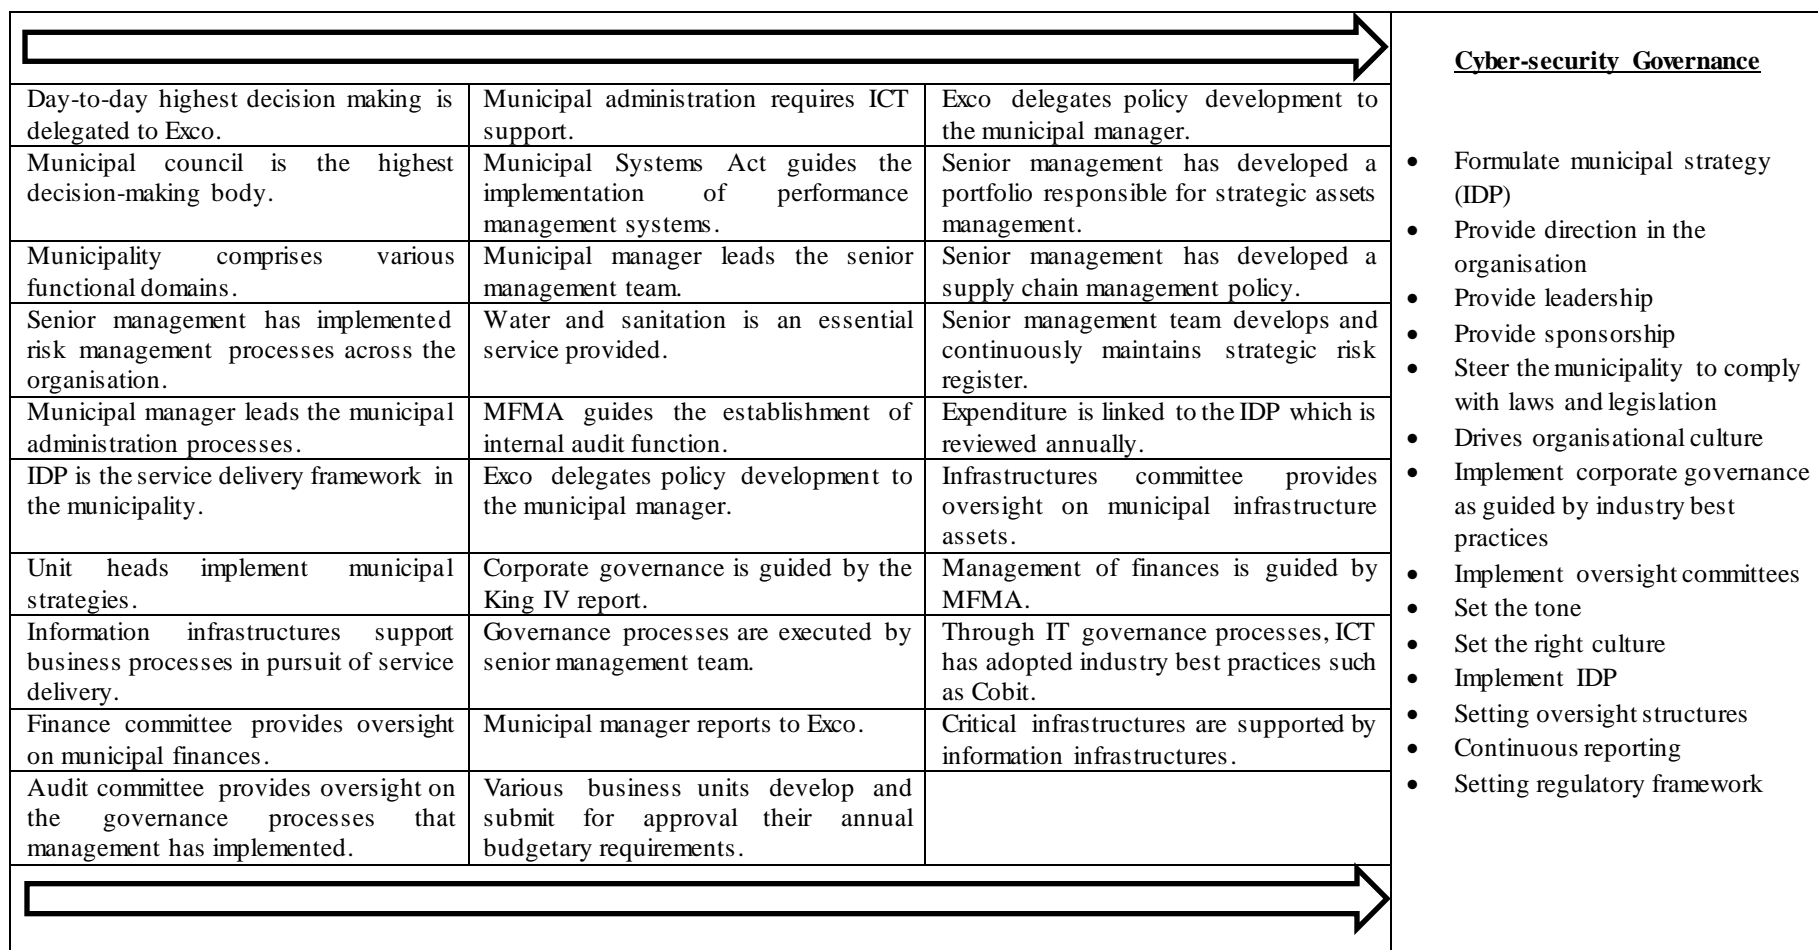 Day-to-day highest decision making is
delegated to Exco.
Municipal administration requires ICT
support.
Exco delegates policy development to
the municipal manager.
Municipal council is the highest
decision-making body.
Municipal Systems Act guides the
implementation of performance
management systems.
Senior management has developed a
portfolio responsible for strategic assets
management.
Municipality comprises various
functional domains.
Municipal manager leads the senior
management team.
Senior management has developed a
supply chain management policy.
Senior management has implemented
risk management processes across the
organisation.
Water and sanitation is an essential
service provided.
Senior management team develops and
continuously maintains strategic risk
register.
Municipal manager leads the municipal
administration processes.
MFMA guides the establishment of
internal audit function.
Expenditure is linked to the IDP which is
reviewed annually.
IDP is the service delivery framework in
the municipality.
Exco delegates policy development to
the municipal manager.
Infrastructures committee provides
oversight on municipal infrastructure
assets.
Unit heads implement municipal
strategies.
Corporate governance is guided by the
King IV report.
Management of finances is guided by
MFMA.
Information infrastructures support
business processes in pursuit of service
delivery.
Governance processes are executed by
senior management team.
Through IT governance processes, ICT
has adopted industry best practices such
as Cobit.
Finance committee provides oversight
on municipal finances.
Municipal manager reports to Exco.
Critical infrastructures are supported by
information infrastructures.
Audit committee provides oversight on
the governance processes that
management has implemented.
Various business units develop and
submit for approval their annual
budgetary requirements.
Cyber-security Governance
• Formulate municipal strategy
(IDP)
• Provide direction in the
organisation
• Provide leadership
• Provide sponsorship
• Steer the municipality to comply
with laws and legislation
• Drives organisational culture
• Implement corporate governance
as guided by industry best
practices
• Implement oversight committees
• Set the tone
• Set the right culture
• Implement IDP
• Setting oversight structures
• Continuous reporting
• Setting regulatory framework